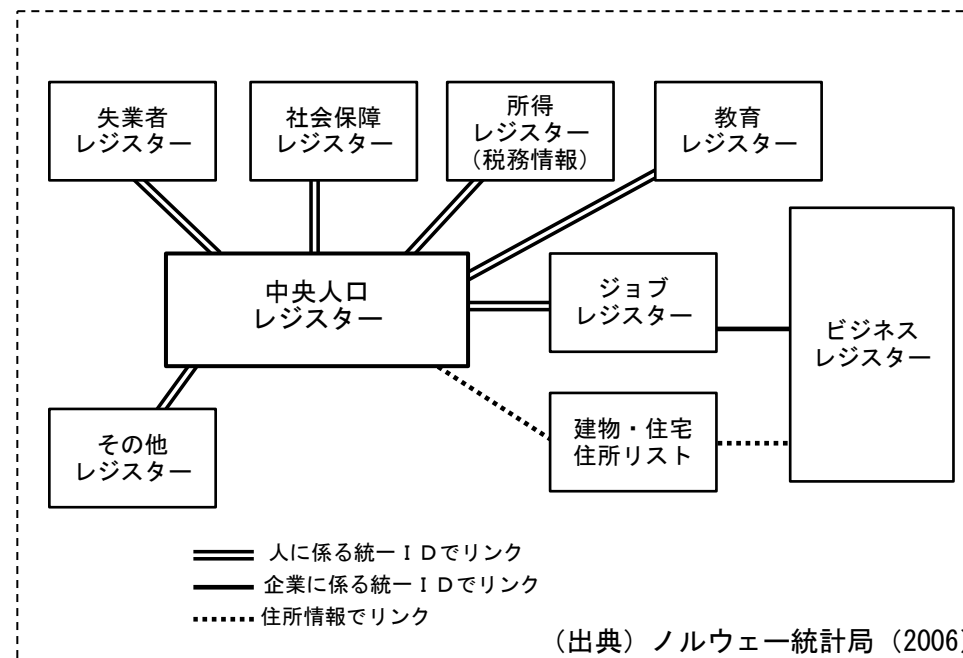 失業者
レジスター
社会保障
レジスター
所得
レジスター
（税務情報）
教育
レジスター
中央人口
レジスター
ジョブ
レジスター
ビジネス
レジスター
その他
レジスター
建物・住宅
住所リスト
人に係る統一ＩＤでリンク
企業に係る統一ＩＤでリンク
住所情報でリンク
（出典）ノルウェー統計局（2006）